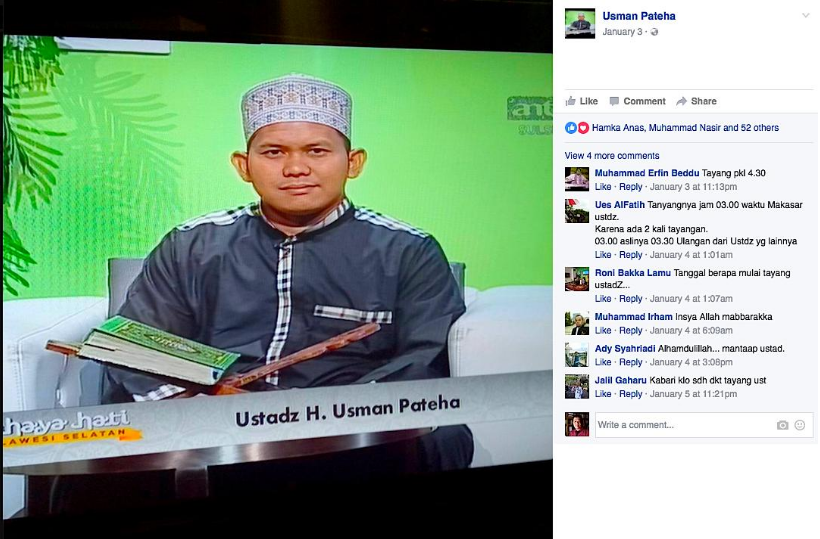 ant
SULSEL
haya hati
AWESI SELATAN
Ustadz H. Usman Pateha
Usman Pateha
January 3 ·
Like Comment Share
Hamka Anas, Muhammad Nasir and 52 others
View 4 more comments
Muhammad Erfin Beddu Tayang pkl 4.30
Like · Reply · January 3 at 11:13pm
Ues AlFatih Tanyangnya jam 03.00 waktu Makasar
ustdz.
Karena ada 2 kali tayangan.
03.00 aslinya 03.30 Ulangan dari Ustdz yg lainnya
Like · Reply · January 4 at 1:01am
Roni Bakka Lamu Tanggal berapa mulai tayang
ustadZ...
Like · Reply · January 4 at 1:07am
Muhammad Irham Insya Allah mabbarakka
Like · Reply · January 4 at 6:09am
Ady Syahriadi Alhamdulillah... mantaap ustad.
Like · Reply · January 4 at 3:08pm
Jalil Gaharu Kabari klo sdh dkt tayang ust
Like · Reply · January 5 at 11:21pm
Write a comment...